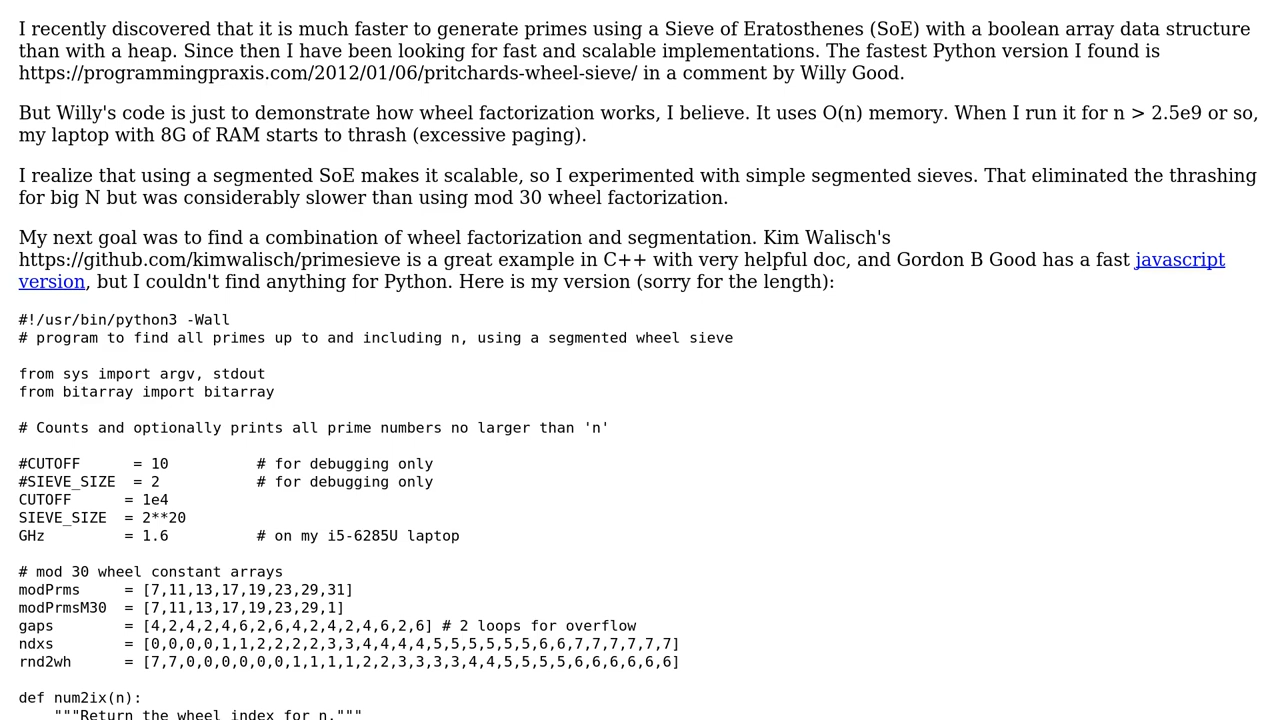 I recently discovered that it is much faster to generate primes using a Sieve of Eratosthenes (SoE) with a boolean array data structure
than with a heap. Since then I have been looking for fast and scalable implementations. The fastest Python version I found is
https://programmingpraxis.com/2012/01/06/pritchards-wheel-sieve/ in a comment by Willy Good.
But Willy's code is just to demonstrate how wheel factorization works, I believe. It uses O(n) memory. When I run it for n > 2.5e9 or so,
my laptop with 8G of RAM starts to thrash (excessive paging).
I realize that using a segmented SoE makes it scalable, so I experimented with simple segmented sieves. That eliminated the thrashing
for big N but was considerably slower than using mod 30 wheel factorization.
My next goal was to find a combination of wheel factorization and segmentation. Kim Walisch's
https://github.com/kimwalisch/primesieve is a great example in C++ with very helpful doc, and Gordon B Good has a fast javascript
version, but I couldn't find anything for Python. Here is my version (sorry for the length):
#!/usr/bin/python3 -Wall
# program to find all primes up to and including n, using a segmented wheel sieve
from sys import argv, stdout
from bitarray import bitarray
# Counts and optionally prints all prime numbers no larger than 'n'
#CUTOFF      = 10          # for debugging only
#SIEVE_SIZE  = 2           # for debugging only
CUTOFF      = 1e4
SIEVE_SIZE  = 2**20
GHz         = 1.6          # on my i5-6285U laptop
# mod 30 wheel constant arrays
modPrms     = [7,11,13,17,19,23,29,31]
modPrmsM30  = [7,11,13,17,19,23,29,1]
gaps        = [4,2,4,2,4,6,2,6,4,2,4,2,4,6,2,6] # 2 loops for overflow
ndxs        = [0,0,0,0,1,1,2,2,2,2,3,3,4,4,4,4,5,5,5,5,5,5,6,6,7,7,7,7,7,7]
rnd2wh      = [7,7,0,0,0,0,0,0,1,1,1,1,2,2,3,3,3,3,4,4,5,5,5,5,6,6,6,6,6,6]
def num2ix(n):
    """Return the wheel index for n."""